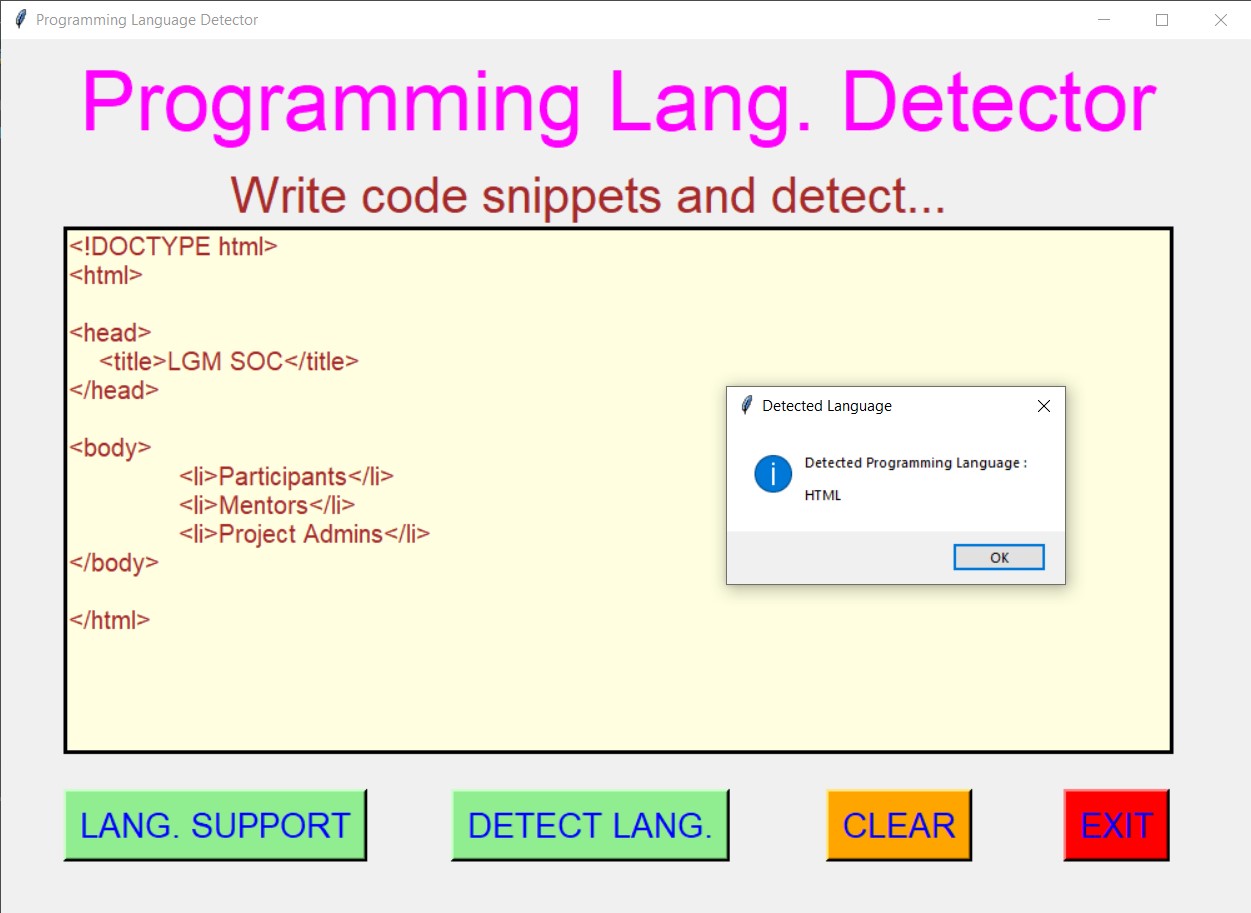 Programming Language Detector
Programming Lang. Detector
Write code snippets and detect...
<!DOCTYPE html>
<html>
<head>
<title>LGM SOC</title>
</head>
<body>
<li>Participants</li>
<li>Mentors</li>
<li>Project Admins</li>
</body>
</html>
Detected Language
Detected Programming Language :
HTML
OK
LANG. SUPPORT
DETECT LANG.
CLEAR
EXIT